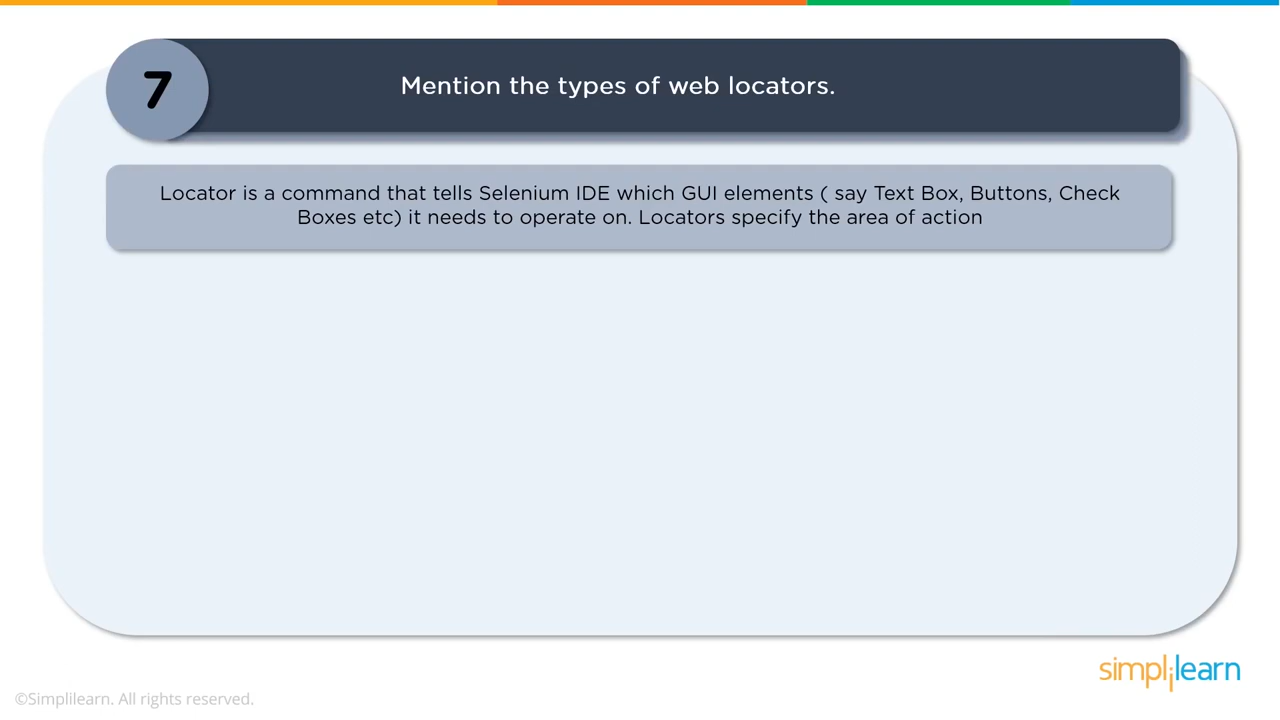 7
Mention the types of web locators.
Locator is a command that tells Selenium IDE which GUI elements ( say Text Box, Buttons, Check
Boxes etc) it needs to operate on. Locators specify the area of action
simplilearn
©Simplilearn. All rights reserved.